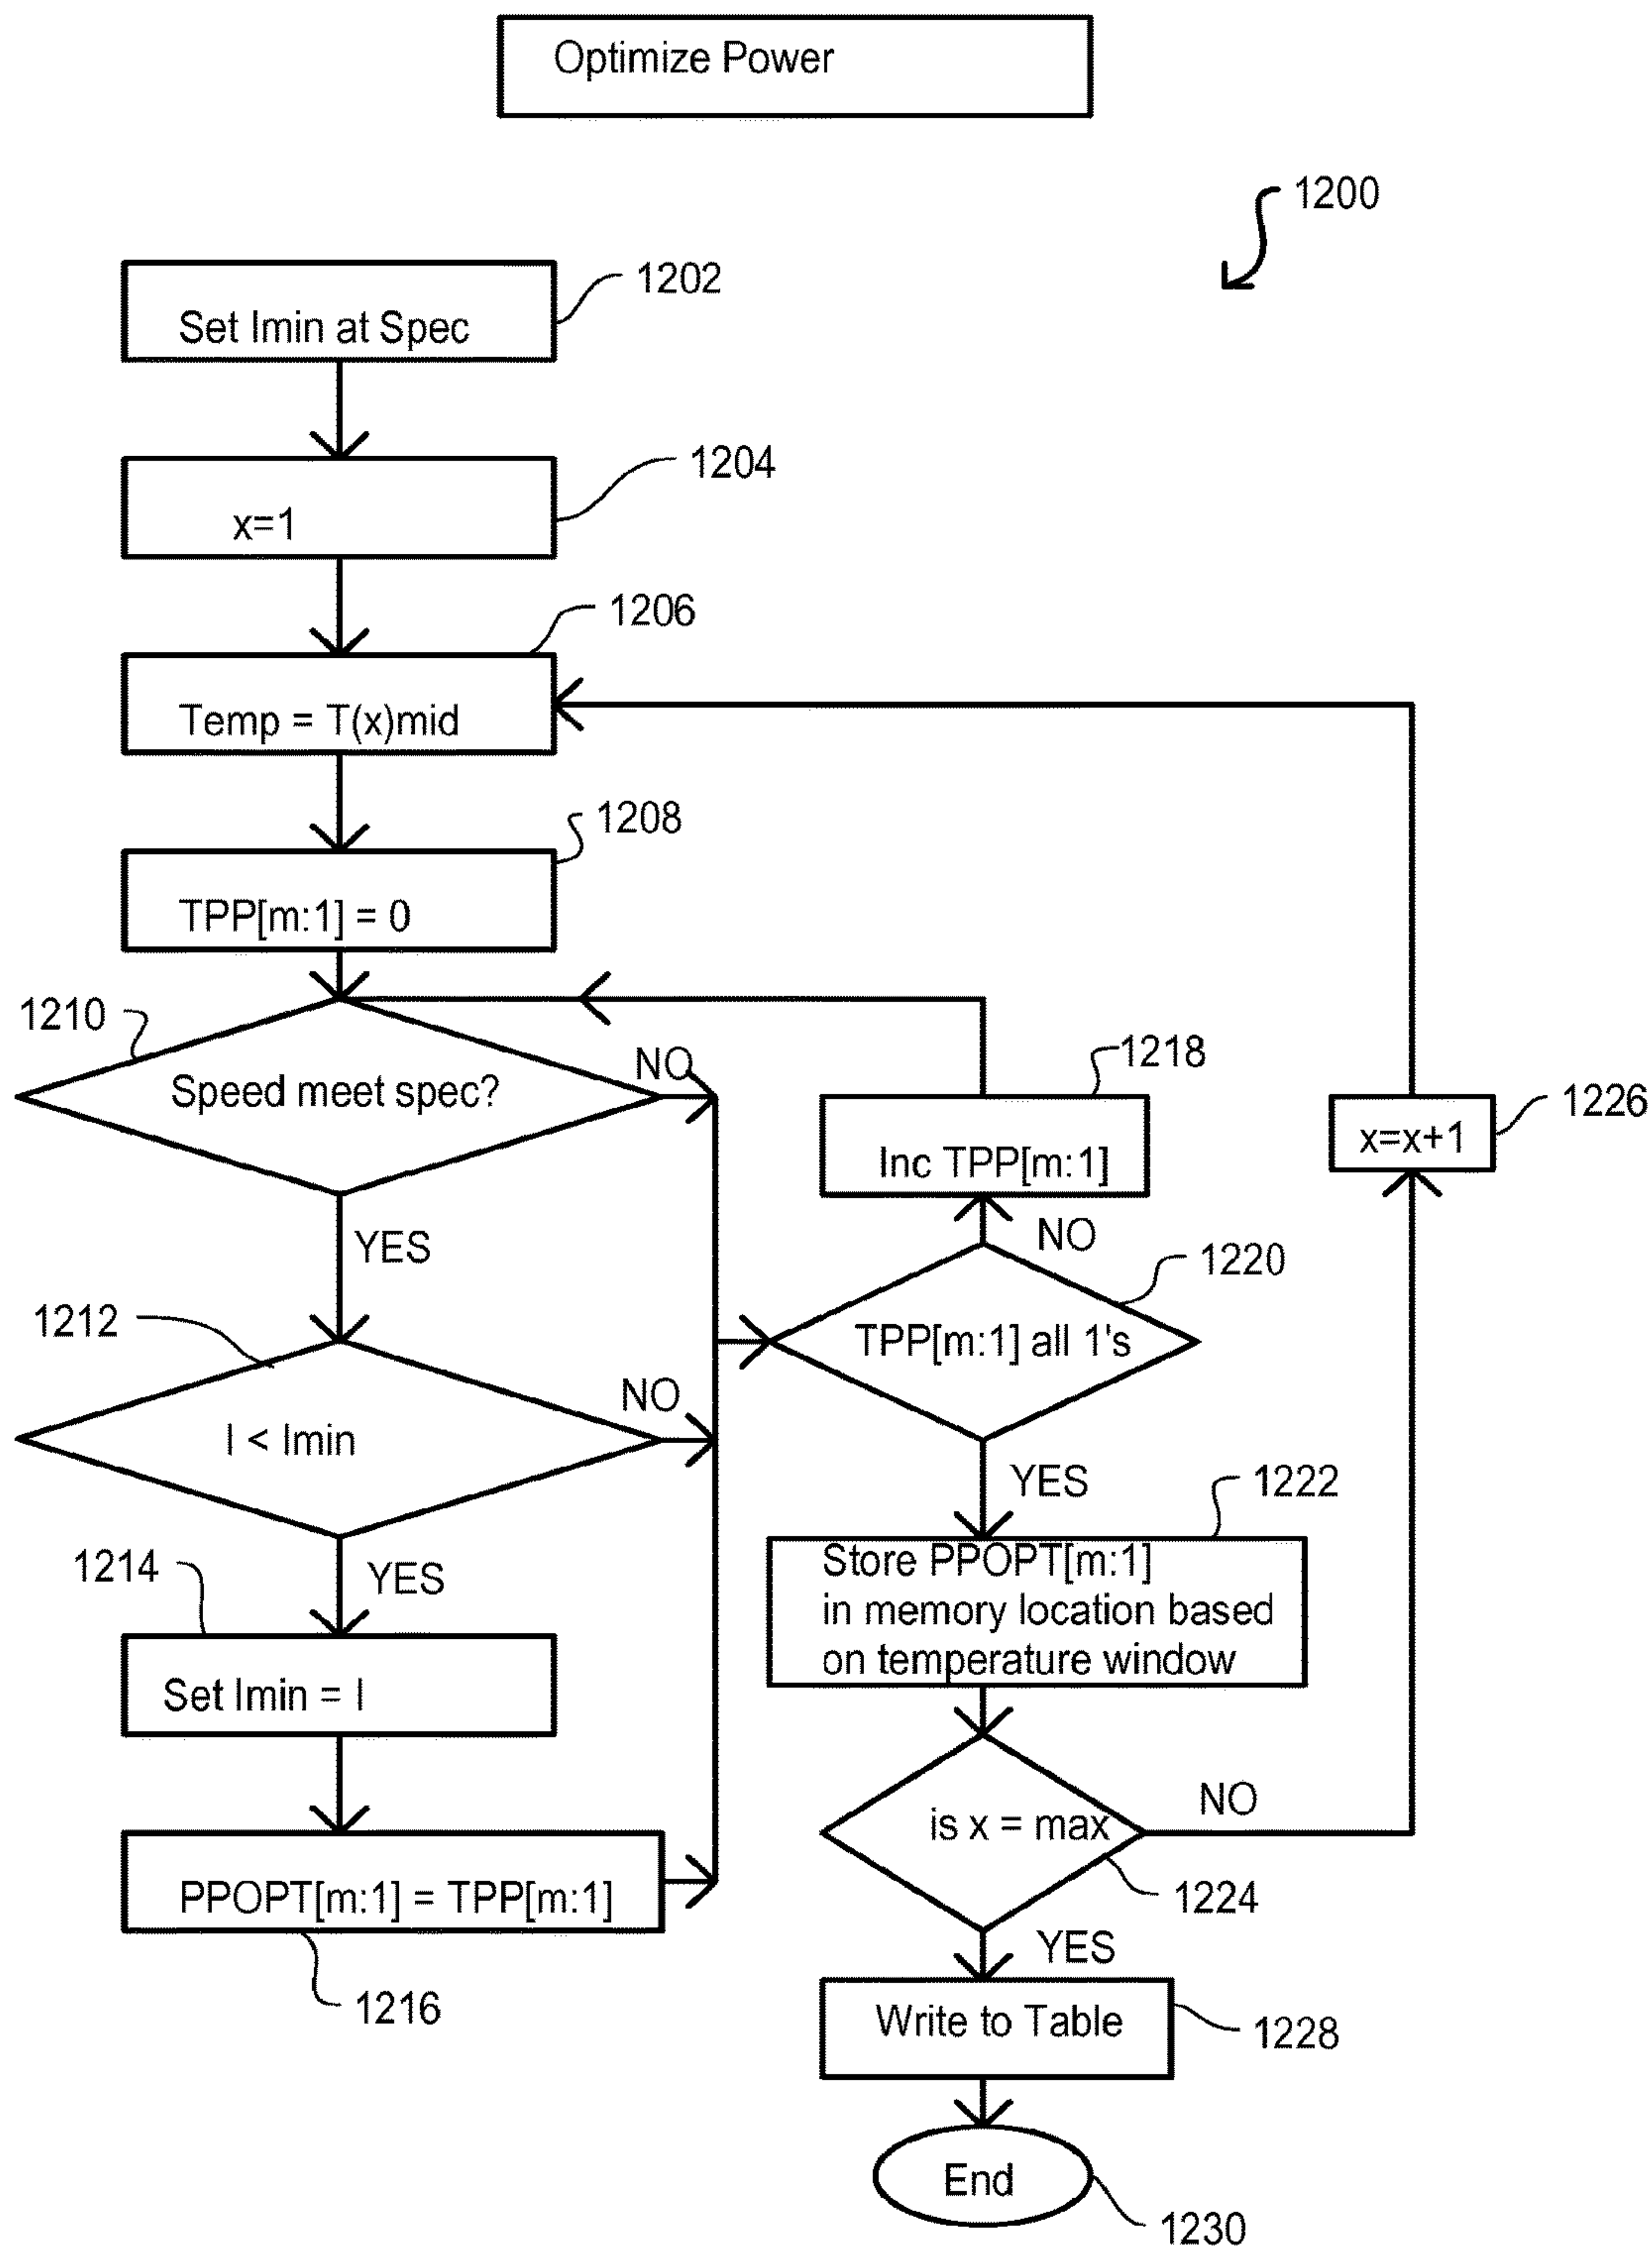 Optimize Power
1200
1202
Set Imin at Spec
1204
x=1
1206
Temp = T(x)mid
1208
TPP[m:1] = 0
1210
Speed meet spec?
NO
YES
1212
I < Imin
NO
YES
1214
Set Imin = I
PPOPT[m:1] = TPP[m:1]
1216
1218
Inc TPP[m:1]
NO
1220
TPP[m:1] all 1's
YES
1222
Store PPOPT[m:1]
in memory location based
on temperature window
is x = max
NO
1224
YES
1226
x=x+1
Write to Table
1228
End
1230